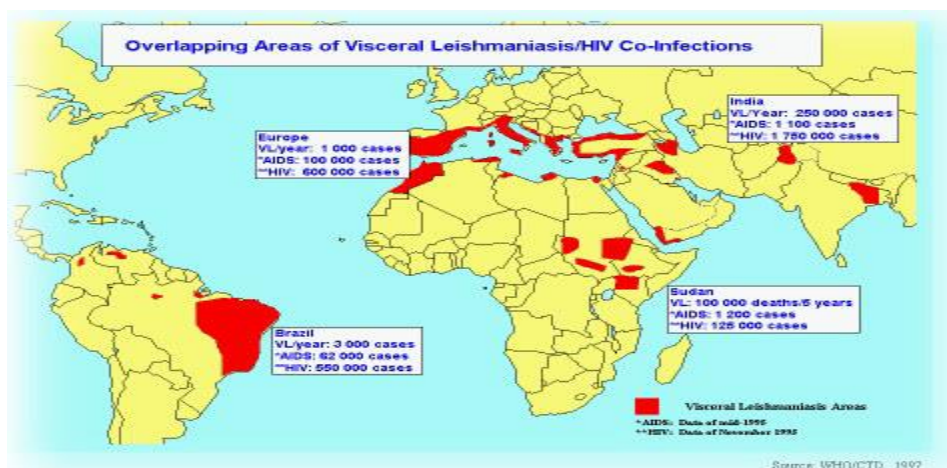 Overlapping Areas of Visceral Leishmaniasis/HIV Co-Infections
India
VL/Year: 250 000 cases
*AIDS: 1 100 cases
**HIV: 1 750 000 cases
Europe
VL/year: 1 000 cases
*AIDS: 100 000 cases
**HIV: 600 000 cases
Sudan
VL: 100 000 deaths/5 years
*AIDS: 1 200 cases
**HIV: 125 000 cases
Brazil
VL/year: 3 000 cases
*AIDS: 62 000 cases
**HIV: 550 000 cases
Visceral Leishmaniasis Areas
*AIDS: Data of mid-1995
**HIV: Data of November 1995
Source: WHO/CTD, 1997